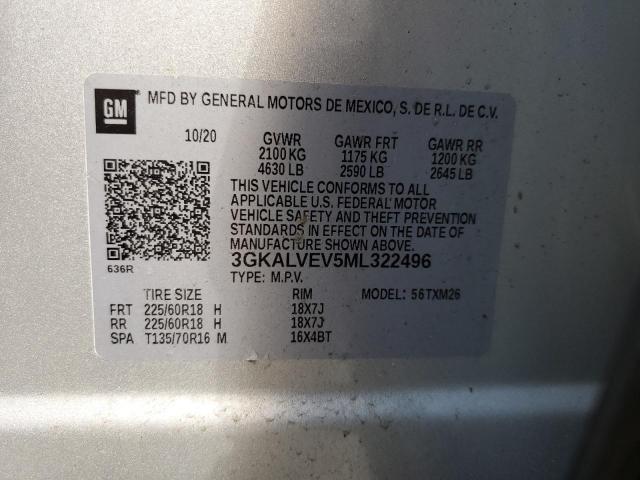 GM MFD BY GENERAL MOTORS DE MEXICO, S. DE R.L. DE C.V.
10/20 GVWR GAWR FRT GAWR RR
2100 KG 1175 KG 1200 KG
4630 LB 2590 LB 2645 LB
THIS VEHICLE CONFORMS TO ALL
APPLICABLE U.S. FEDERAL MOTOR
VEHICLE SAFETY AND THEFT PREVENTION
STANDARDS IN EFFECT ON THE DATE OF
MANUFACTURE SHOWN ABOVE.
636R 3GKALVEV5ML322496
TYPE: M.P.V.
TIRE SIZE RIM MODEL: 56TXM26
FRT 225/60R18 H 18X7J
RR 225/60R18 H 18X7J
SPA T135/70R16 M 16X4BT